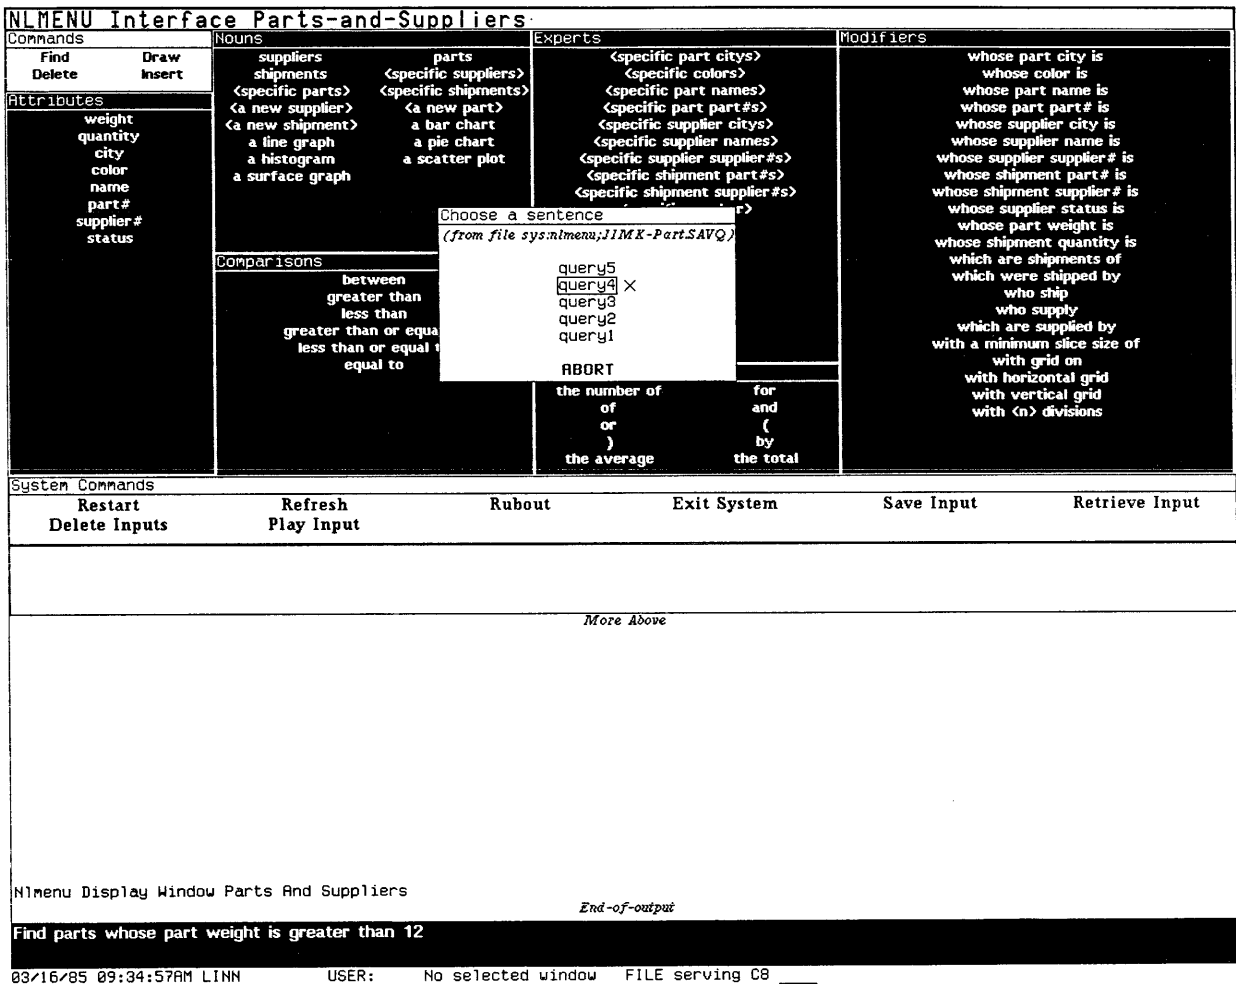 NLMENU Interface Parts-and-Suppliers
Commands
Find Draw
Delete Insert
Attributes
weight
quantity
city
color
name
part#
supplier#
status
Nouns
suppliers parts
shipments <specific suppliers>
<specific parts> <specific shipments>
<a new supplier> <a new part>
<a new shipment> a bar chart
a line graph a pie chart
a histogram a scatter plot
a surface graph
Comparisons
between
greater than
less than
greater than or equa
less than or equal
equal to
Experts
<specific part citys>
<specific colors>
<specific part names>
<specific part part#s>
<specific supplier citys>
<specific supplier names>
<specific supplier supplier#s>
<specific shipment part#s>
<specific shipment supplier#s>
r>
Choose a sentence
(from file sys:nlmenu;JIMK-Part.SAVQ)
query5
query4
query3
query2
query1
ABORT
the number of for
of and
or (
) by
the average the total
Modifiers
whose part city is
whose color is
whose part name is
whose part part# is
whose supplier city is
whose supplier name is
whose supplier supplier# is
whose shipment part# is
whose shipment supplier# is
whose supplier status is
whose part weight is
whose shipment quantity is
which are shipments of
which were shipped by
who ship
who supply
which are supplied by
with a minimum slice size of
with grid on
with horizontal grid
with vertical grid
with <n> divisions
System Commands
Restart Refresh Rubout Exit System Save Input Retrieve Input
Delete Inputs Play Input
More Above
Nlmenu Display Window Parts And Suppliers
End-of-output
Find parts whose part weight is greater than 12
03/16/85 09:34:57AM LINN USER: No selected window FILE serving C8